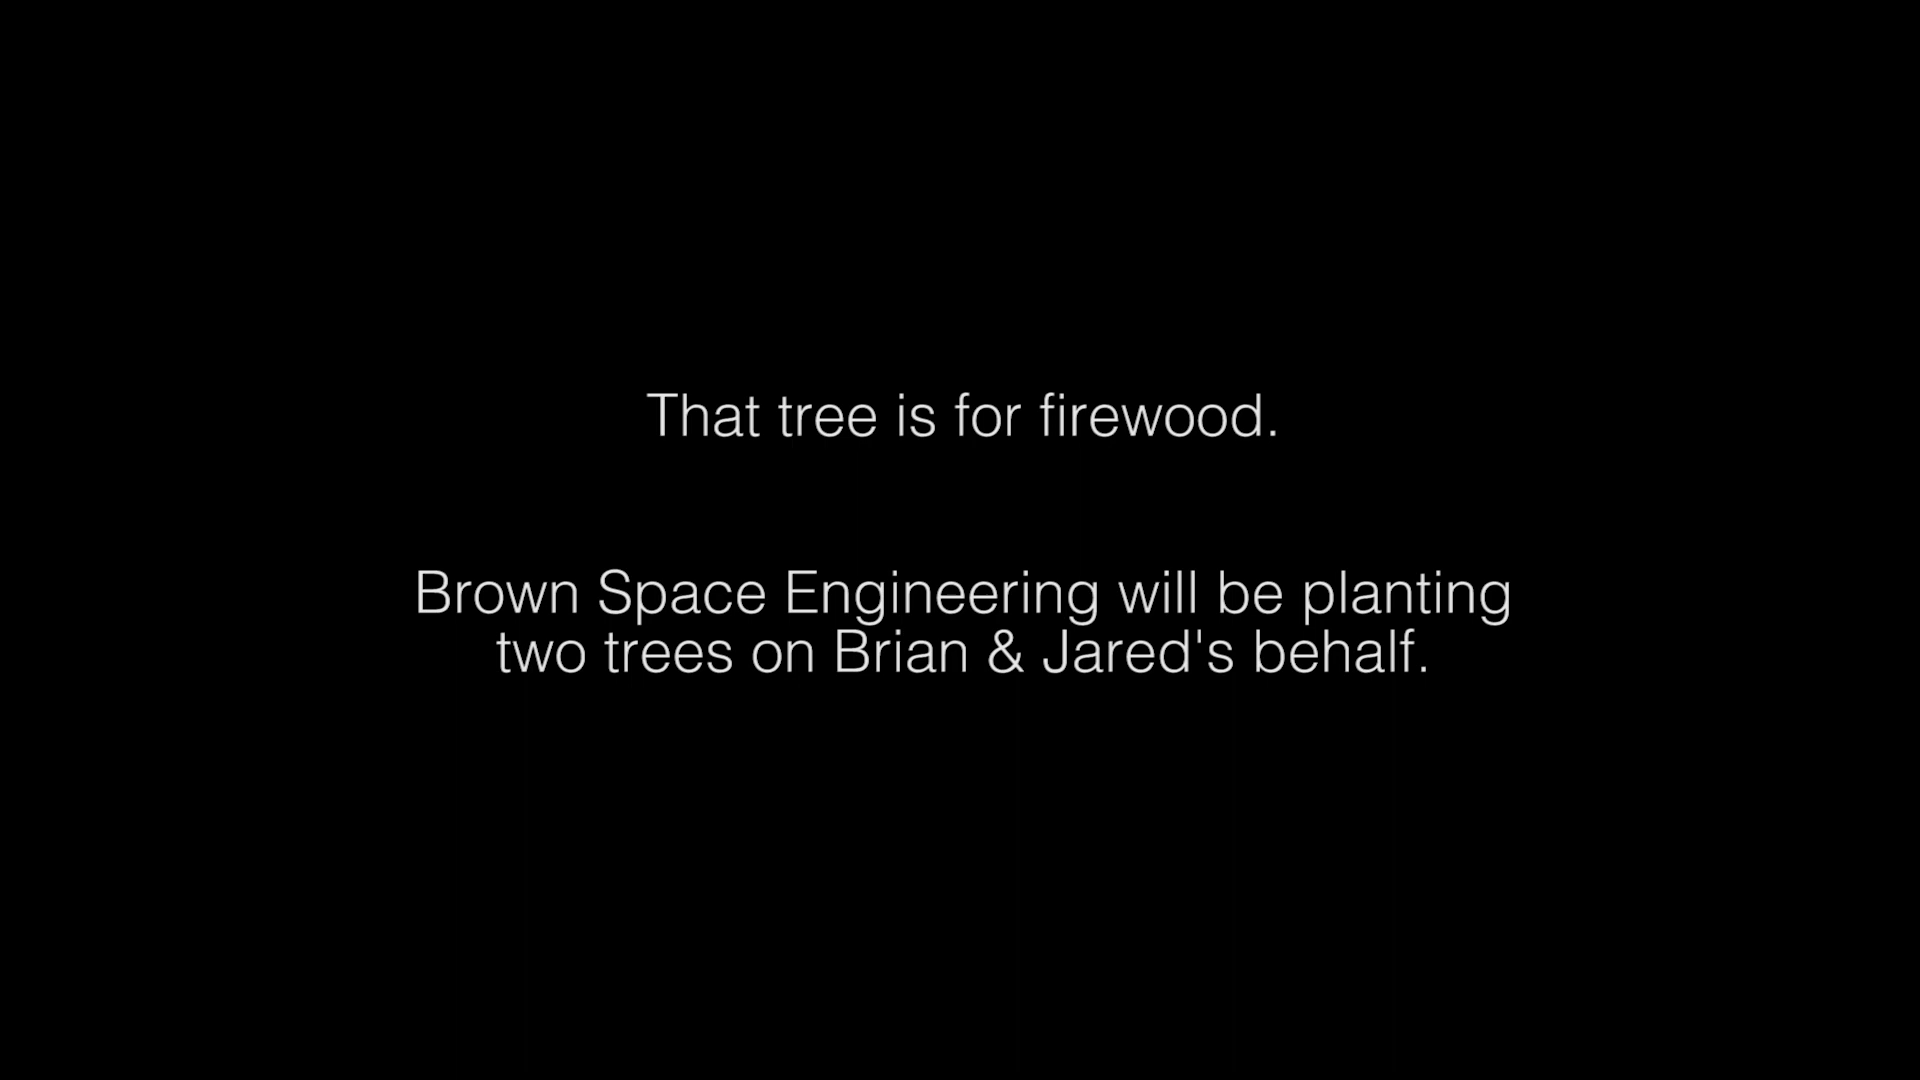 That tree is for firewood.
Brown Space Engineering will be planting
two trees on Brian & Jared's behalf.